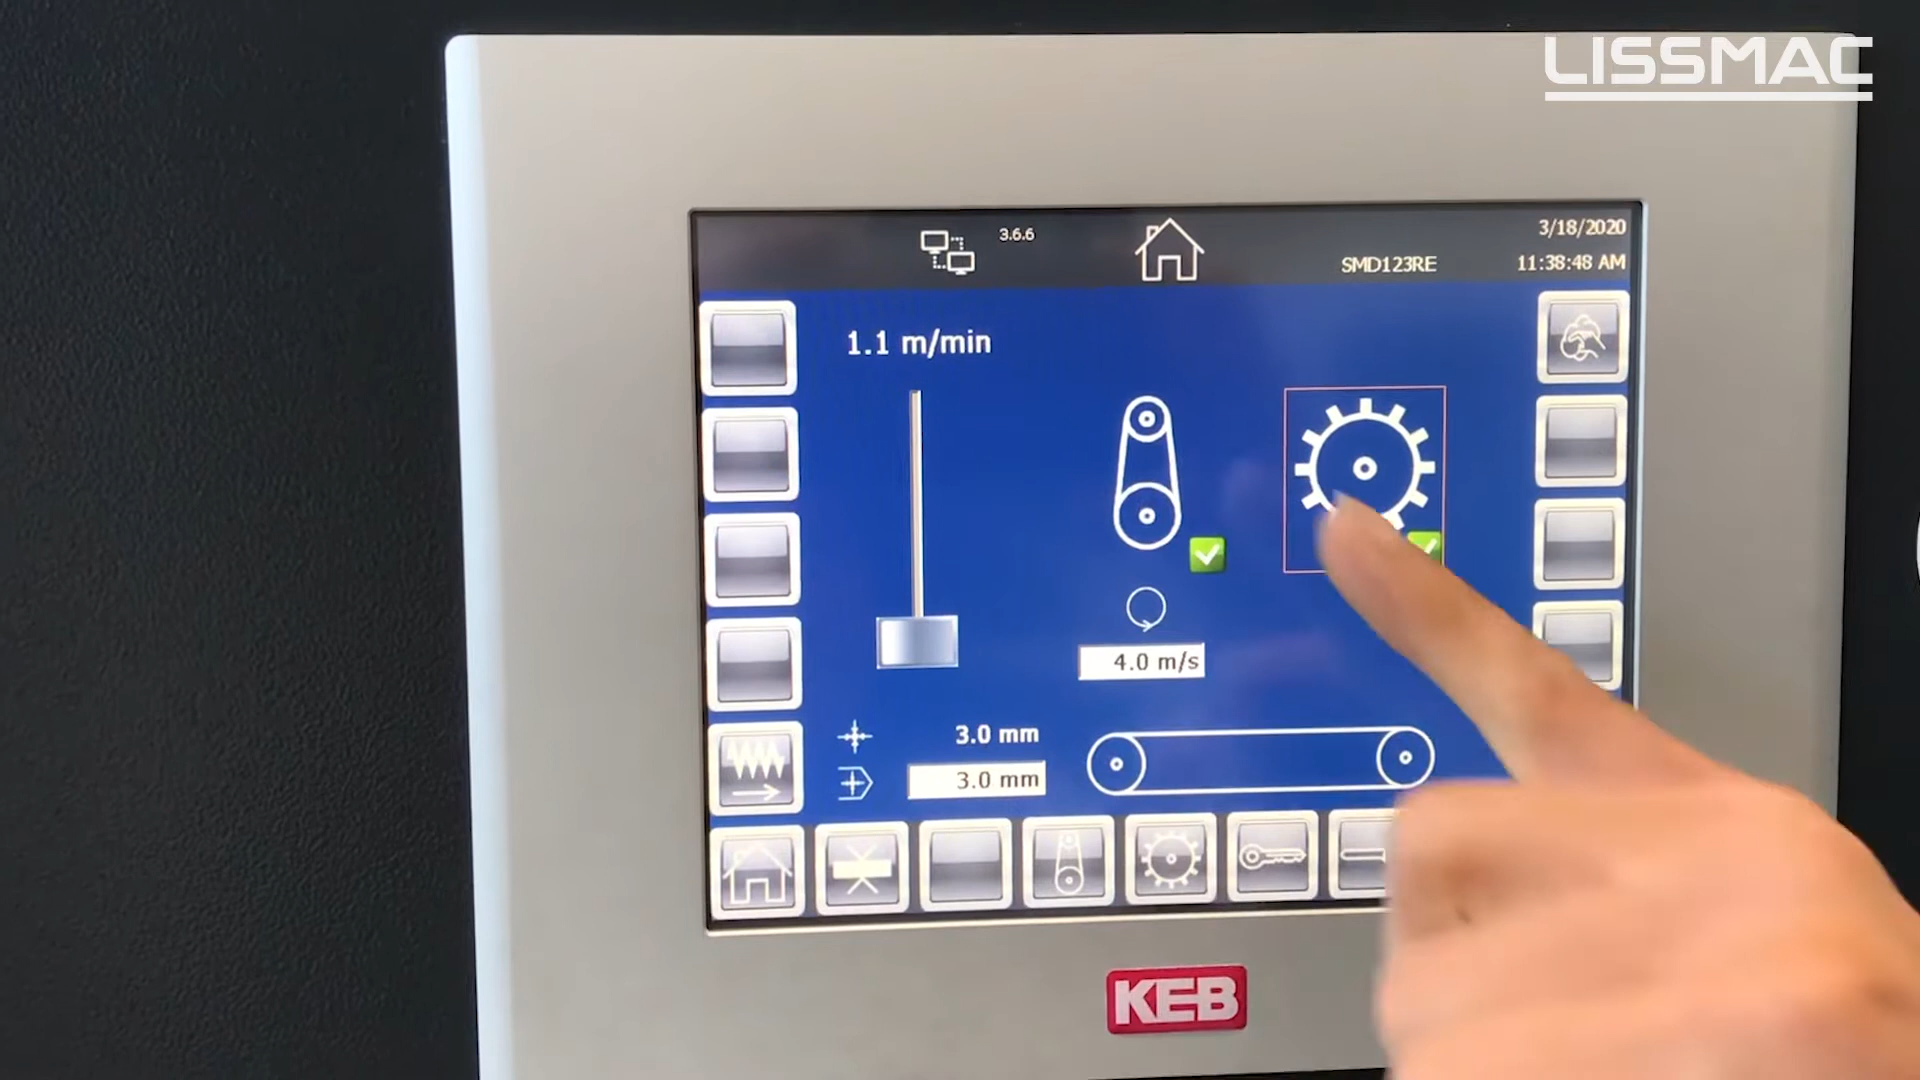 LISSMAC
3.6.6
3/18/2020
SMD123RE
11:38:48 AM
1.1 m/min
4.0 m/s
3.0 mm
3.0 mm
KEB